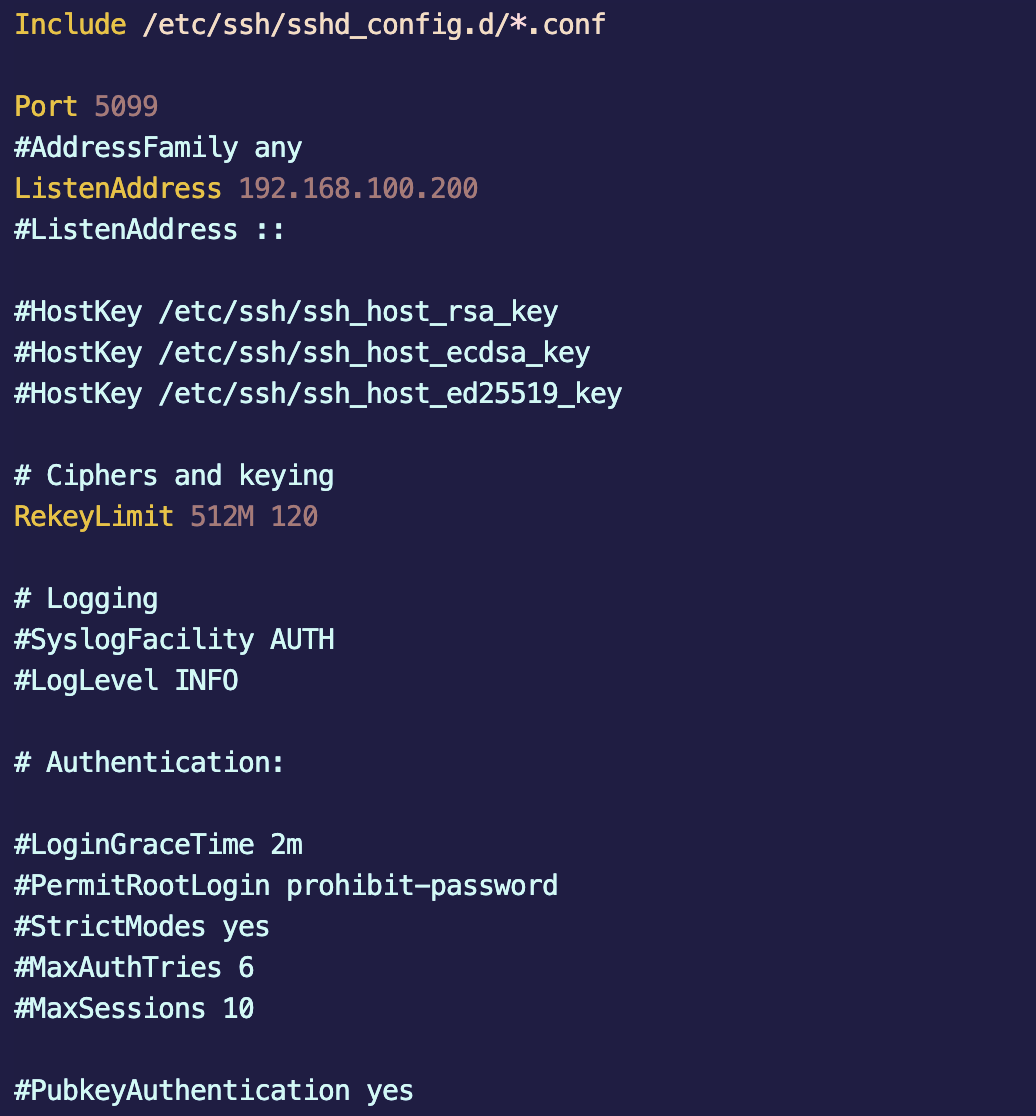 Include /etc/ssh/sshd_config.d/*.conf
Port 5099
#AddressFamily any
ListenAddress 192.168.100.200
#ListenAddress ::
#HostKey /etc/ssh/ssh_host_rsa_key
#HostKey /etc/ssh/ssh_host_ecdsa_key
#HostKey /etc/ssh/ssh_host_ed25519_key
# Ciphers and keying
RekeyLimit 512M 120
# Logging
#SyslogFacility AUTH
#LogLevel INFO
# Authentication:
#LoginGraceTime 2m
#PermitRootLogin prohibit-password
#StrictModes yes
#MaxAuthTries 6
#MaxSessions 10
#PubkeyAuthentication yes